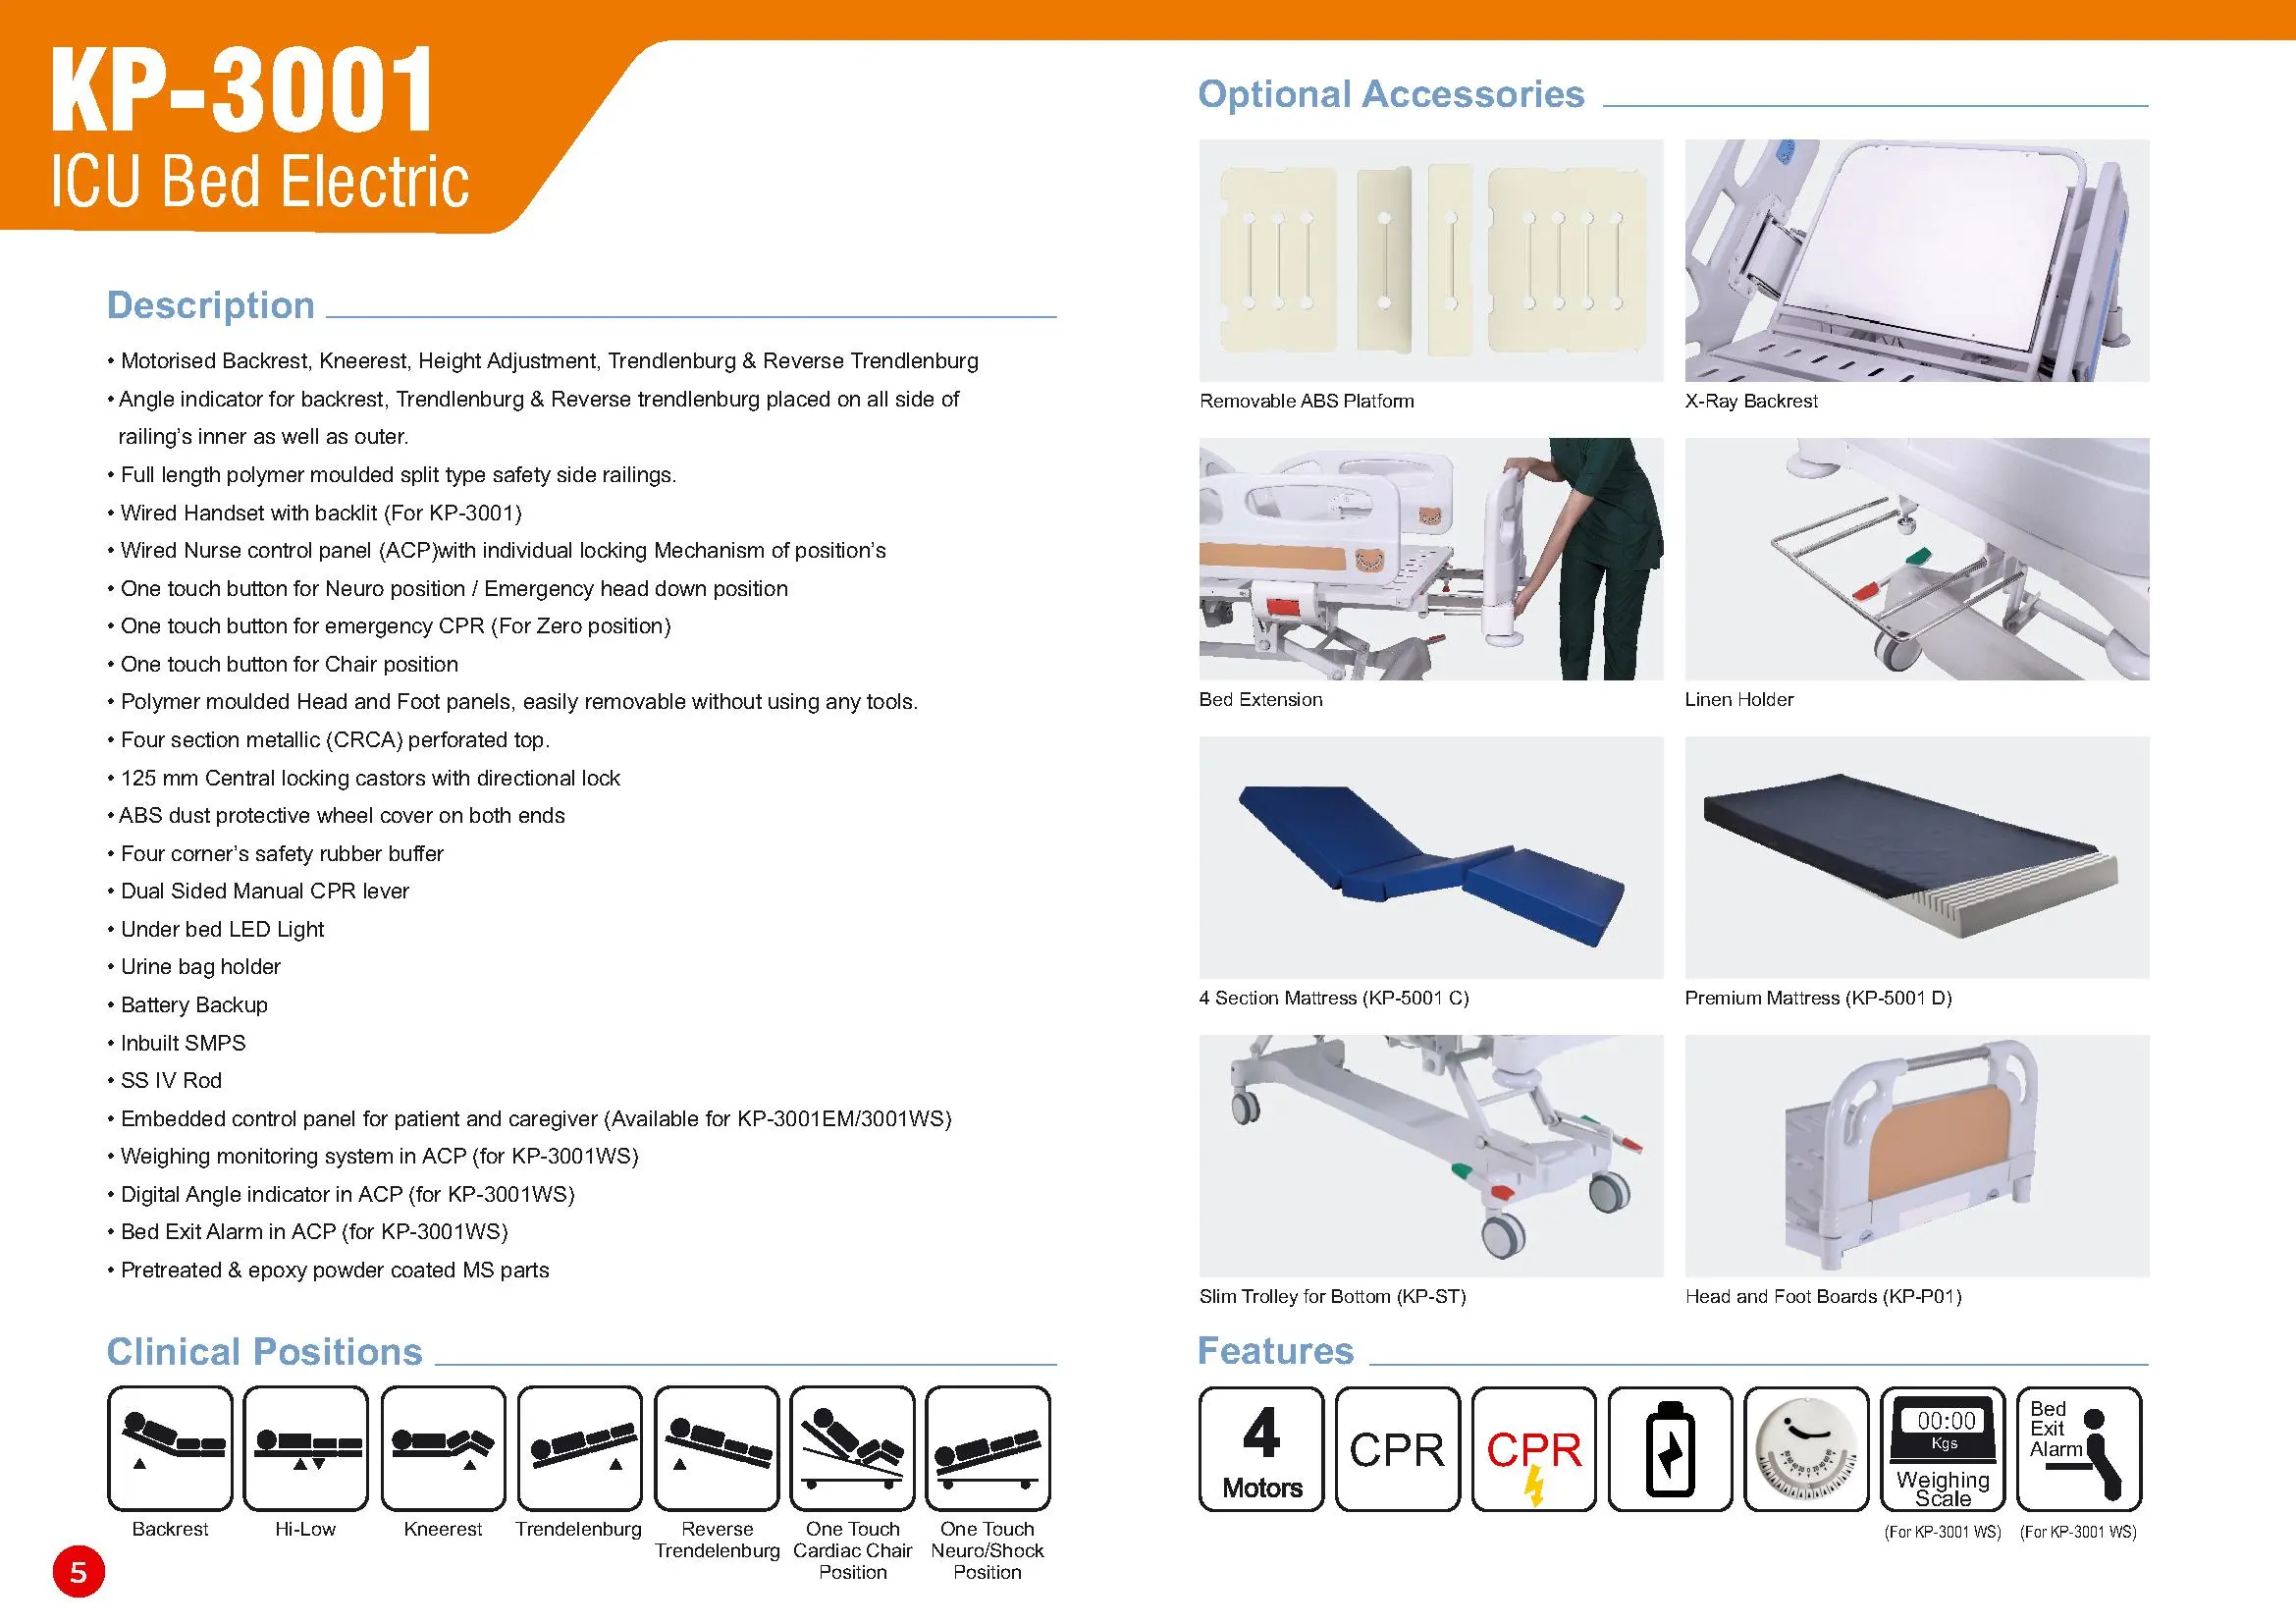 KP-3001
ICU Bed Electric
Description
• Motorised Backrest, Kneerest, Height Adjustment, Trendlenburg & Reverse Trendlenburg
• Angle indicator for backrest, Trendlenburg & Reverse trendlenburg placed on all side of
railing’s inner as well as outer.
• Full length polymer moulded split type safety side railings.
• Wired Handset with backlit (For KP-3001)
• Wired Nurse control panel (ACP)with individual locking Mechanism of position’s
• One touch button for Neuro position / Emergency head down position
• One touch button for emergency CPR (For Zero position)
• One touch button for Chair position
• Polymer moulded Head and Foot panels, easily removable without using any tools.
• Four section metallic (CRCA) perforated top.
• 125 mm Central locking castors with directional lock
• ABS dust protective wheel cover on both ends
• Four corner’s safety rubber buffer
• Dual Sided Manual CPR lever
• Under bed LED Light
• Urine bag holder
• Battery Backup
• Inbuilt SMPS
• SS IV Rod
• Embedded control panel for patient and caregiver (Available for KP-3001EM/3001WS)
• Weighing monitoring system in ACP (for KP-3001WS)
• Digital Angle indicator in ACP (for KP-3001WS)
• Bed Exit Alarm in ACP (for KP-3001WS)
• Pretreated & epoxy powder coated MS parts
Clinical Positions
Backrest
Hi-Low
Kneerest
Trendelenburg
Reverse
Trendelenburg
One Touch
Cardiac Chair
Position
One Touch
Neuro/Shock
Position
5
Optional Accessories
Removable ABS Platform
X-Ray Backrest
Bed Extension
Linen Holder
4 Section Mattress (KP-5001 C)
Premium Mattress (KP-5001 D)
Slim Trolley for Bottom (KP-ST)
Head and Foot Boards (KP-P01)
Features
4
Motors
CPR
CPR
00:00
Kgs
Weighing
Scale
(For KP-3001 WS)
Bed
Exit
Alarm
(For KP-3001 WS)